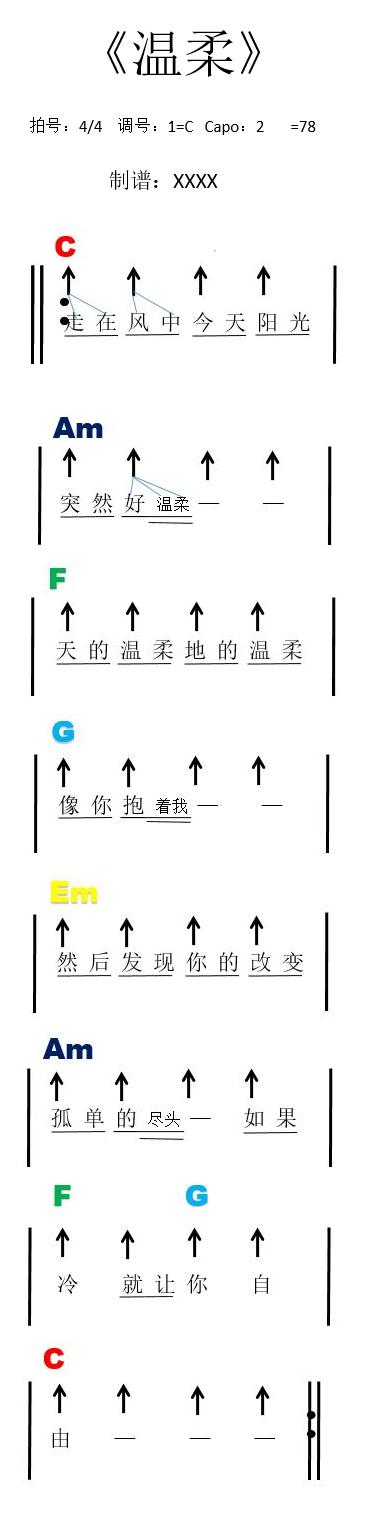 《温柔》
拍号：4/4 调号：1=C Capo：2 =78
制谱：XXXX
C
走在风中今天阳光
Am
突然好温柔— —
F
天的温柔地的温柔
G
像你抱着我— —
Em
然后发现你的改变
Am
孤单的尽头— 如果
F G
冷 就让你 自
C
由 — — —